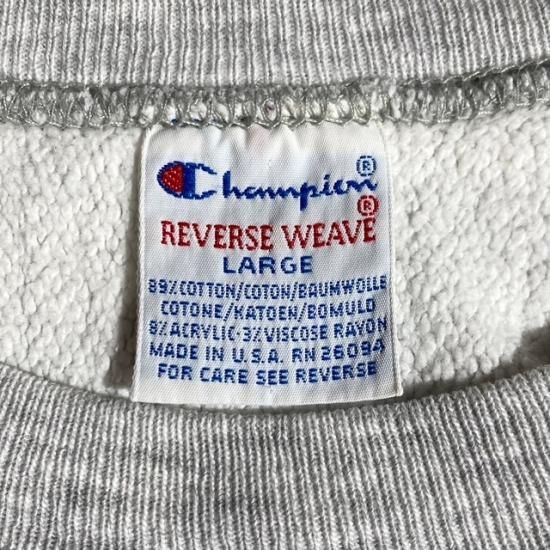 Champion®
REVERSE WEAVE®
LARGE
89% COTTON/COTON/BAUMWOLLE
COTONE/KATOEN/BOMULD
8% ACRYLIC-3% VISCOSE RAYON
MADE IN U.S.A. RN 26094
FOR CARE SEE REVERSE